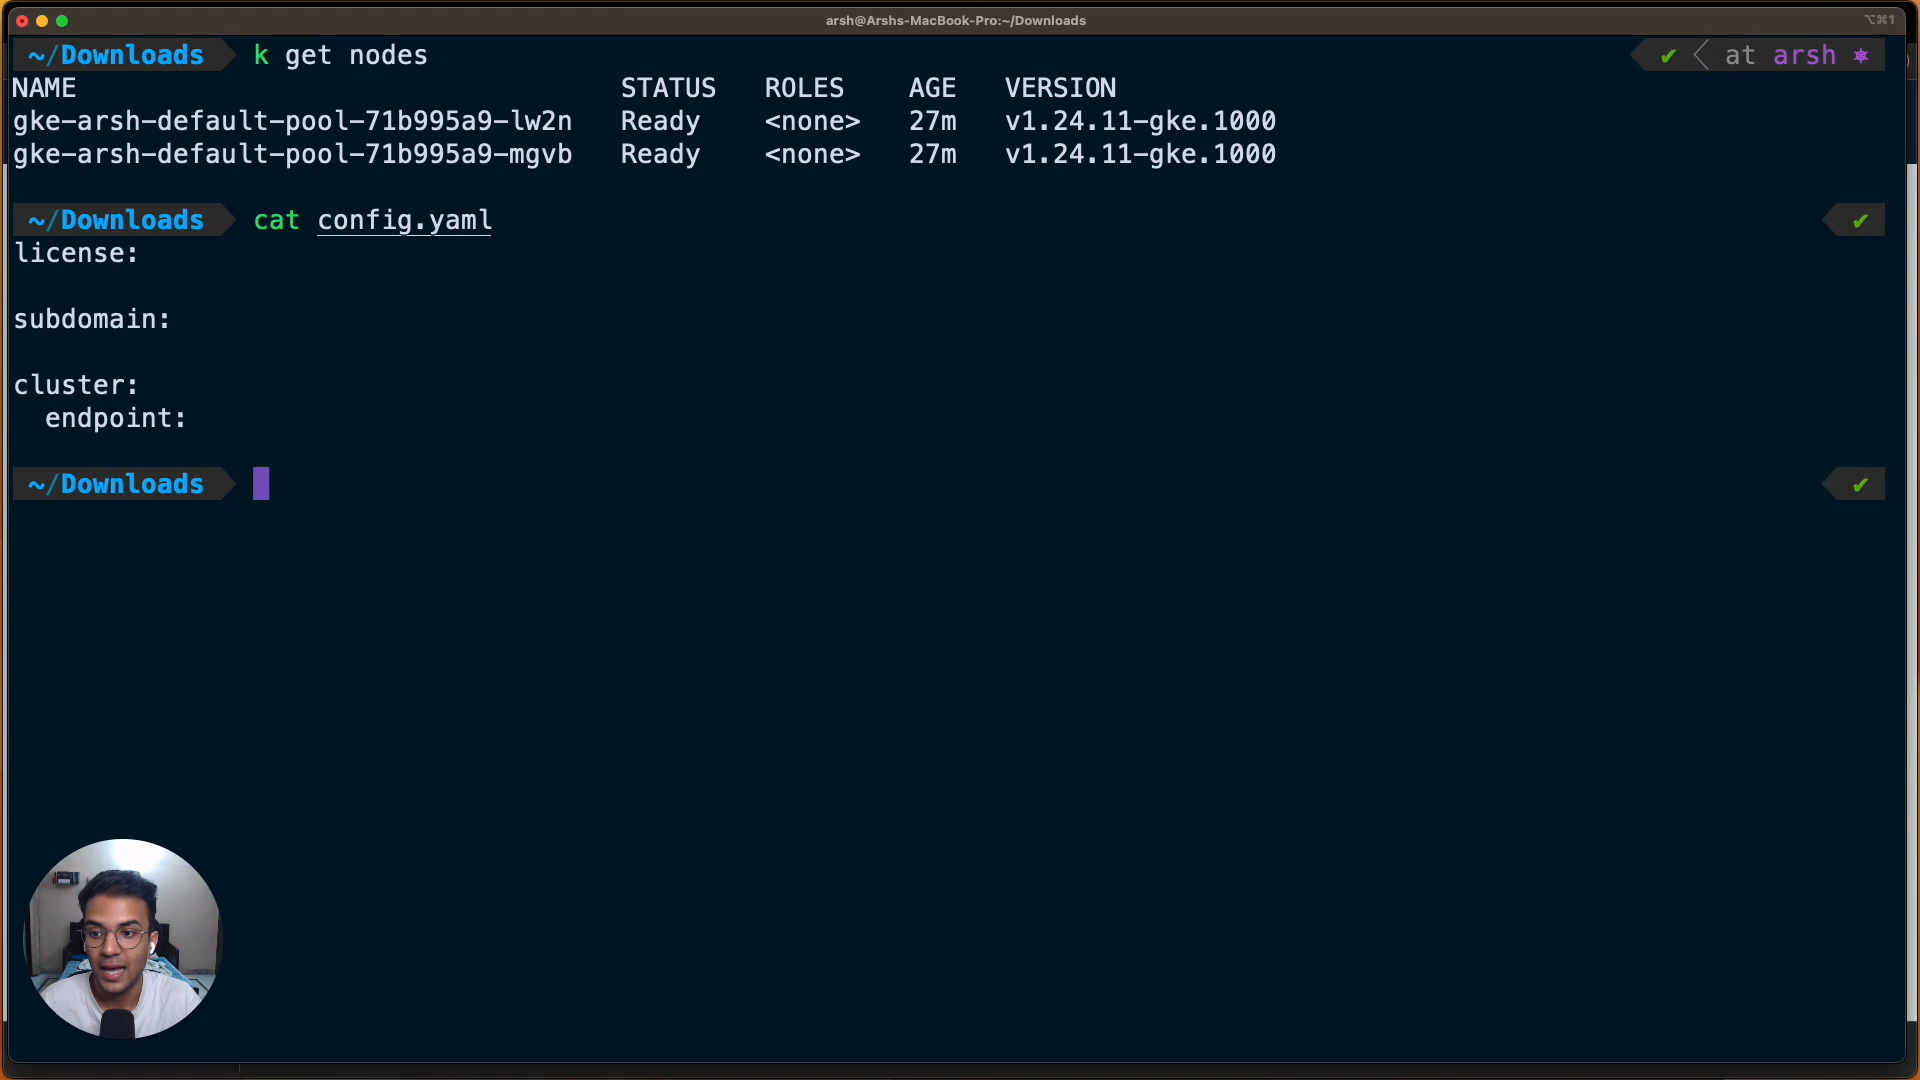 arsh@Arshs-MacBook-Pro:~/Downloads
⌥⌘1
~/Downloads k get nodes ✔ at arsh ⎈
NAME STATUS ROLES AGE VERSION
gke-arsh-default-pool-71b995a9-lw2n Ready <none> 27m v1.24.11-gke.1000
gke-arsh-default-pool-71b995a9-mgvb Ready <none> 27m v1.24.11-gke.1000
~/Downloads cat config.yaml ✔
license:
subdomain:
cluster:
  endpoint:
~/Downloads ✔